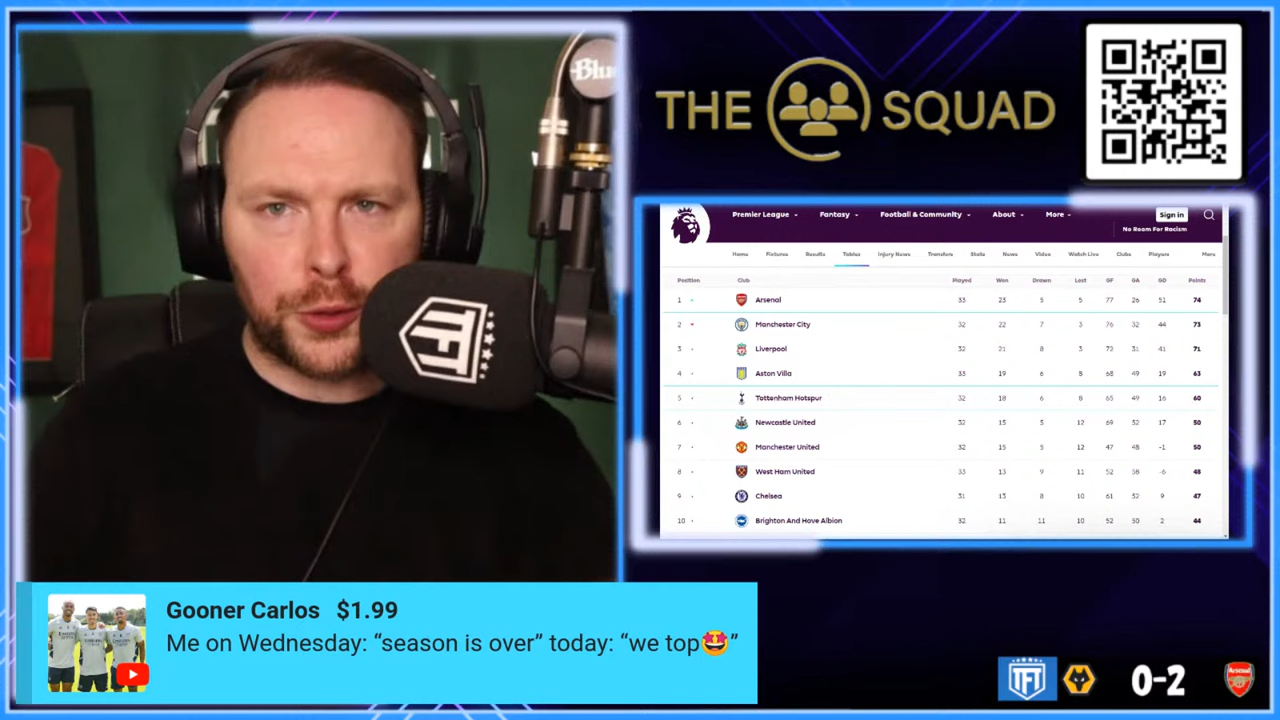 Blue
TFT
THE SQUAD
Premier League Fantasy Football & Community About More Sign in
No Room For Racism
Home Fixtures Results Tables Injury News Transfers Stats News Video Watch Live Clubs Players More
Position Club Played Won Drawn Lost GF GA GD Points
1 Arsenal 33 23 5 5 77 26 51 74
2 Manchester City 32 22 7 3 76 32 44 73
3 Liverpool 32 21 8 3 72 31 41 71
4 Aston Villa 33 19 6 8 68 49 19 63
5 Tottenham Hotspur 32 18 6 8 65 49 16 60
6 Newcastle United 32 15 5 12 69 52 17 50
7 Manchester United 32 15 5 12 47 48 -1 50
8 West Ham United 33 13 9 11 52 58 -6 48
9 Chelsea 31 13 8 10 61 52 9 47
10 Brighton And Hove Albion 32 11 11 10 52 50 2 44
Gooner Carlos $1.99
Me on Wednesday: “season is over” today: “we top🤩”
TFT 0-2 Arsenal